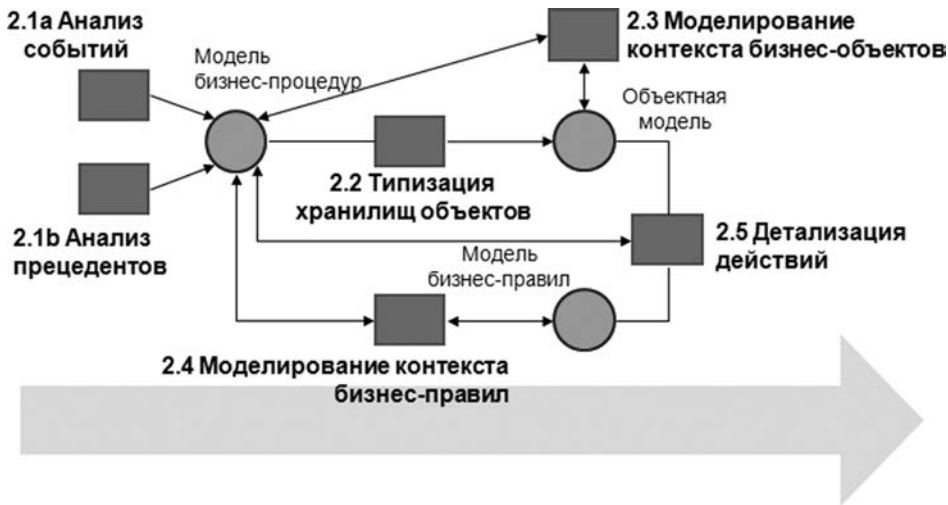 2.1a Анализ
событий
Модель
бизнес-процедур
2.3 Моделирование
контекста бизнес-объектов
Объектная
модель
2.2 Типизация
хранилищ объектов
2.1b Анализ
прецедентов
Модель
бизнес-правил
2.5 Детализация
действий
2.4 Моделирование контекста
бизнес-правил